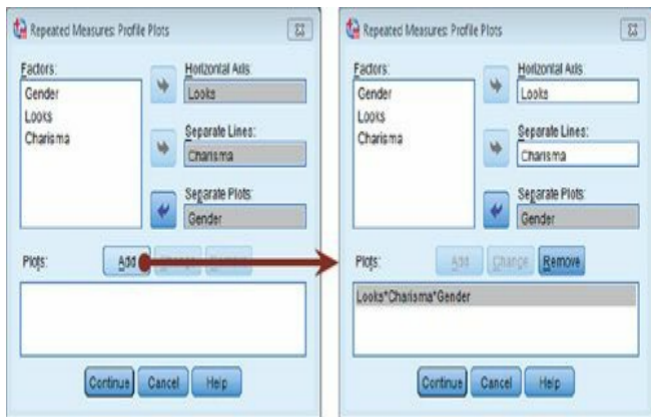 Repeated Measures: Profile Plots
Factors:
Gender
Looks
Charisma
Horizontal Axis:
Looks
Separate Lines:
Charisma
Separate Plots:
Gender
Plots:
Add Change Remove
Continue Cancel Help
Repeated Measures: Profile Plots
Factors:
Gender
Looks
Charisma
Horizontal Axis:
Looks
Separate Lines:
Charisma
Separate Plots:
Gender
Plots:
Add Change Remove
Looks*Charisma*Gender
Continue Cancel Help